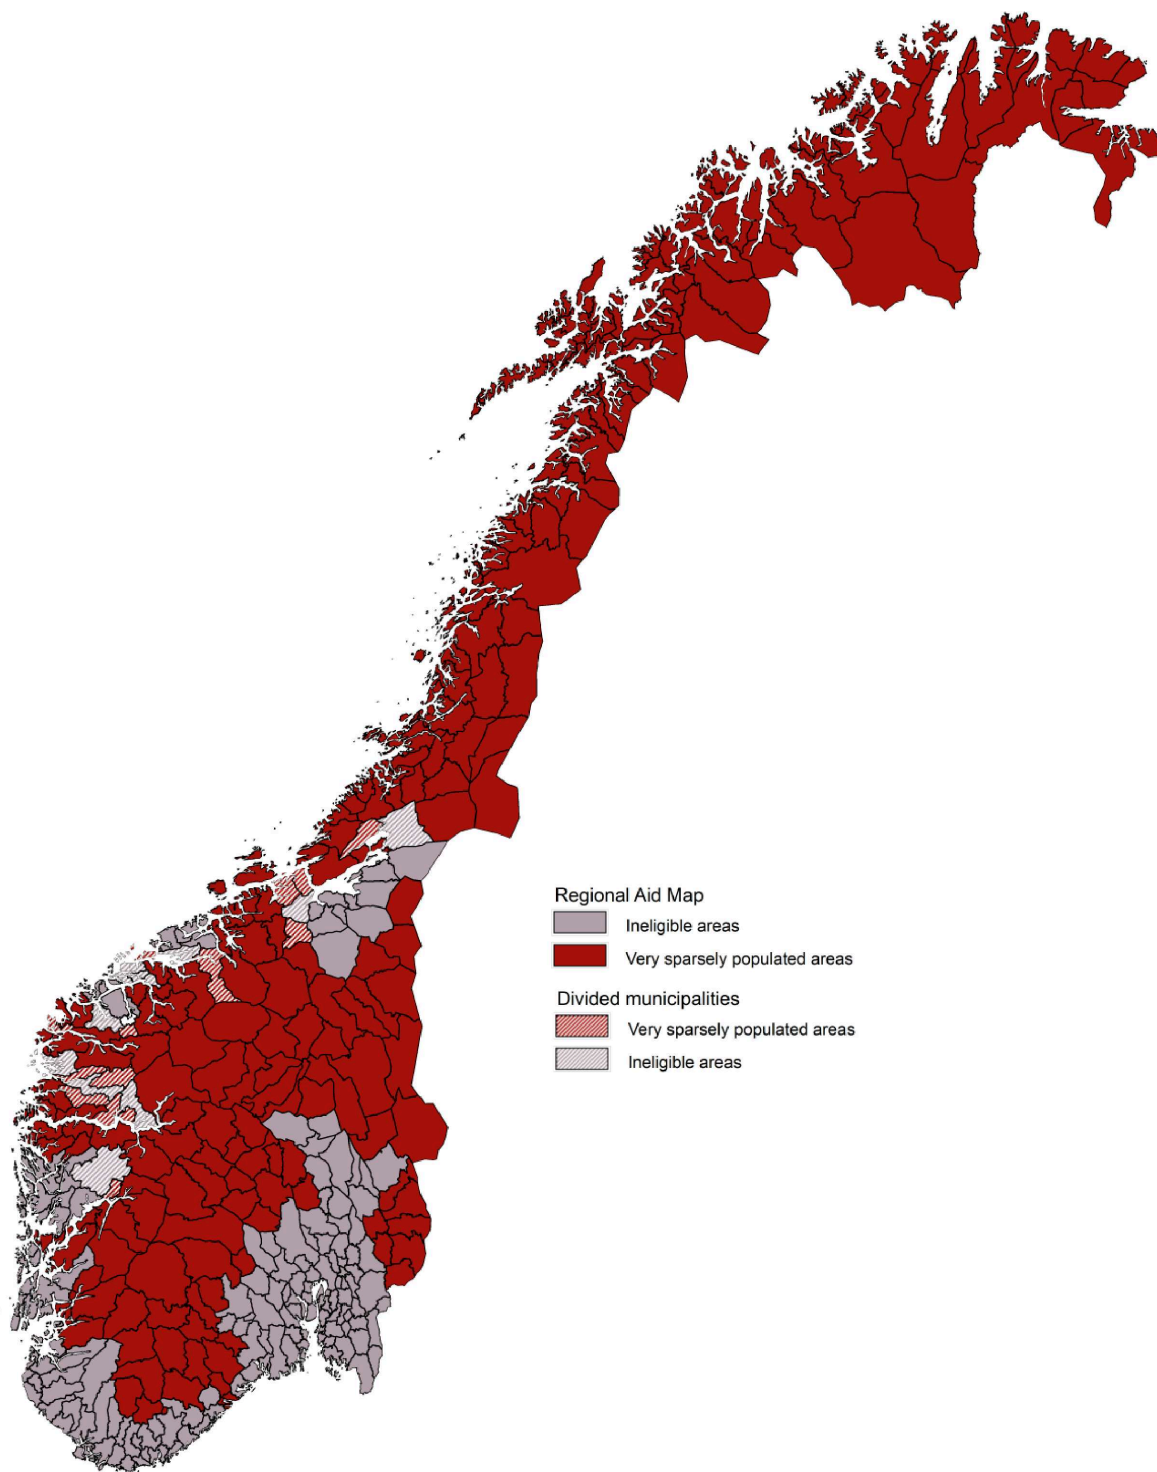 Regional Aid Map
Ineligible areas
Very sparsely populated areas
Divided municipalities
Very sparsely populated areas
Ineligible areas